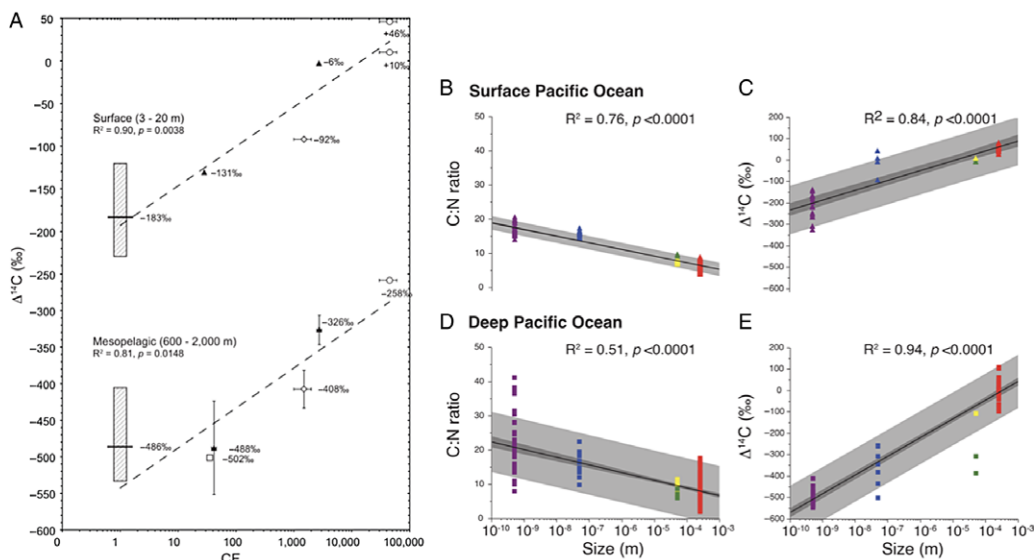 A
50
0
−50
−100
−150
−200
−250
−300
−350
−400
−450
−500
−550
−600
Δ¹⁴C (‰)
Surface (3 - 20 m)
R² = 0.90, p = 0.0038
+46‰
+10‰
−6‰
−92‰
−131‰
−183‰
−258‰
Mesopelagic (600 - 2,000 m)
R² = 0.81, p = 0.0148
−326‰
−408‰
−486‰
−488‰
−502‰
1
10
100
1,000
10,000
100,000
B Surface Pacific Ocean
R² = 0.76, p <0.0001
C:N ratio
50
40
30
20
10
0
C
R² = 0.84, p <0.0001
Δ¹⁴C (‰)
200
100
0
−100
−200
−300
−400
−500
−600
D Deep Pacific Ocean
R² = 0.51, p <0.0001
C:N ratio
50
40
30
20
10
0
10⁻¹⁰ 10⁻⁹ 10⁻⁸ 10⁻⁷ 10⁻⁶ 10⁻⁵ 10⁻⁴ 10⁻³
Size (m)
E
R² = 0.94, p <0.0001
Δ¹⁴C (‰)
200
100
0
−100
−200
−300
−400
−500
−600
10⁻¹⁰ 10⁻⁹ 10⁻⁸ 10⁻⁷ 10⁻⁶ 10⁻⁵ 10⁻⁴ 10⁻³
Size (m)